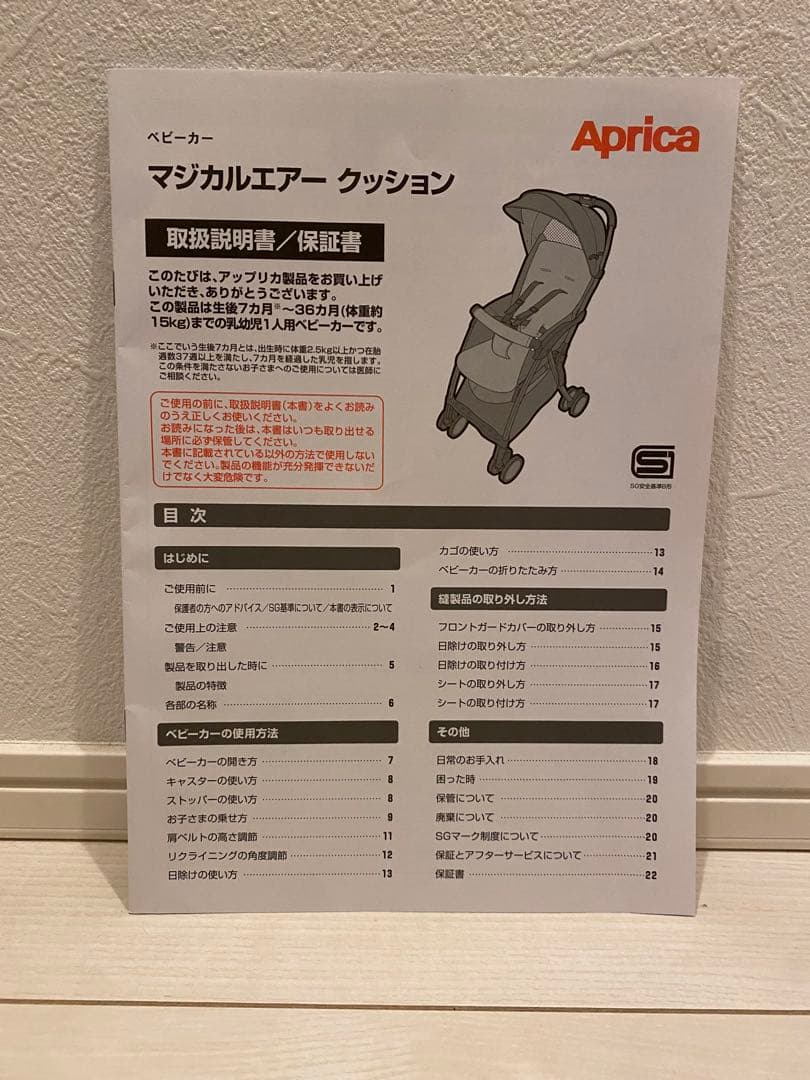 ベビーカー
Aprica
マジカルエアー クッション
取扱説明書／保証書
このたびは、アップリカ製品をお買い上げ
いただき、ありがとうございます。
この製品は生後7カ月※〜36カ月(体重約
15kg)までの乳幼児1人用ベビーカーです。
※ここでいう生後7カ月とは、出生時に体重2.5kg以上かつ在胎
週数37週以上を満たし、7カ月を経過した乳児を指します。
この条件を満たさないお子さまへのご使用については医師に
ご相談ください。
ご使用の前に、取扱説明書(本書)をよくお読み
のうえ正しくお使いください。
お読みになった後は、本書はいつも取り出せる
場所に必ず保管してください。
本書に記載されている以外の方法で使用しない
でください。製品の機能が充分発揮できないだ
けでなく大変危険です。
SG安全基準B形
目 次
はじめに
ご使用前に 1
保護者の方へのアドバイス／SG基準について／本書の表示について
ご使用上の注意 2〜4
警告／注意
製品を取り出した時に 5
製品の特徴
各部の名称 6
ベビーカーの使用方法
ベビーカーの開き方 7
キャスターの使い方 8
ストッパーの使い方 8
お子さまの乗せ方 9
肩ベルトの高さ調節 11
リクライニングの角度調節 12
日除けの使い方 13
カゴの使い方 13
ベビーカーの折りたたみ方 14
縫製品の取り外し方法
フロントガードカバーの取り外し方 15
日除けの取り外し方 15
日除けの取り付け方 16
シートの取り外し方 17
シートの取り付け方 17
その他
日常のお手入れ 18
困った時 19
保管について 20
廃棄について 20
SGマーク制度について 20
保証とアフターサービスについて 21
保証書 22